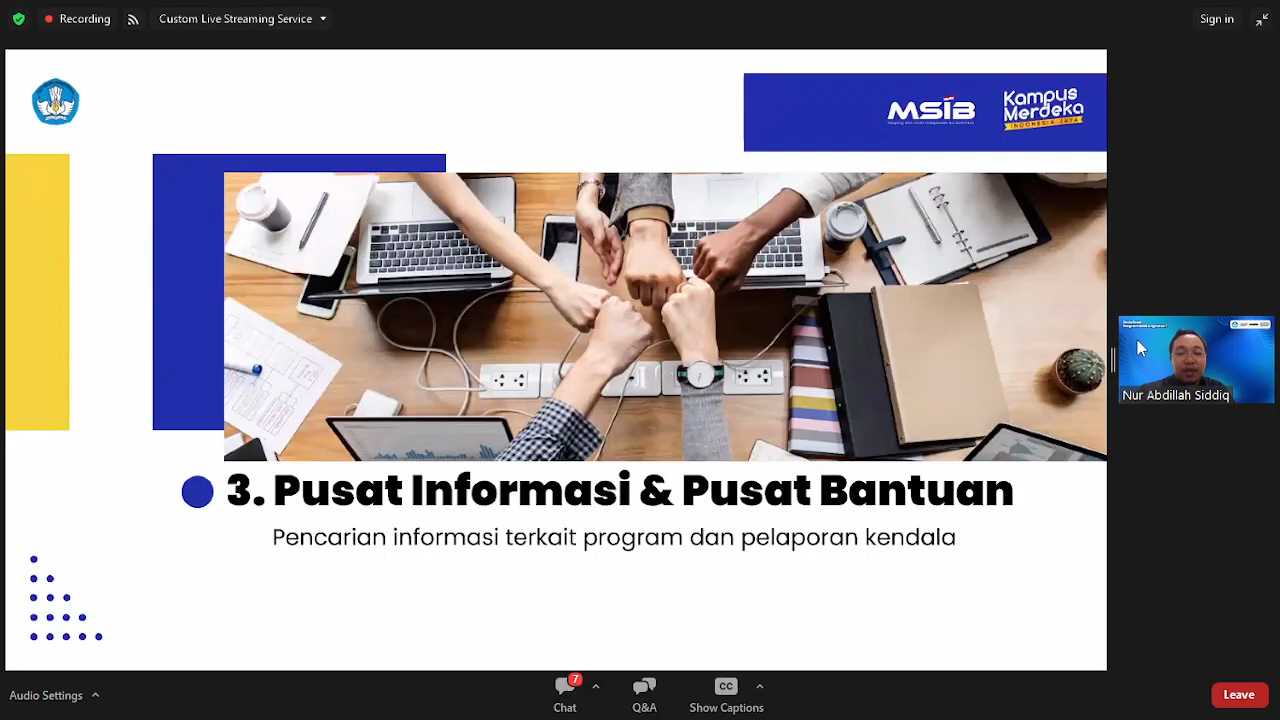 Recording
Custom Live Streaming Service
Sign in
MSIB
Kampus
Merdeka
INDONESIA JAYA
3. Pusat Informasi & Pusat Bantuan
Pencarian informasi terkait program dan pelaporan kendala
Nur Abdillah Siddiq
Audio Settings
7
Chat
Q&A
CC
Show Captions
Leave